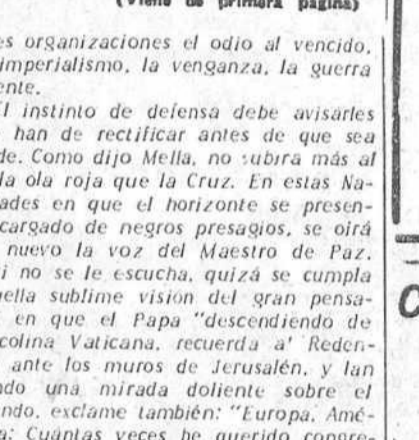 (Viene de primera página)
es organizaciones el odio al vencido,
imperialismo, la venganza, la guerra
ente.
El instinto de defensa debe avisarles
han de rectificar antes de que sea
de. Como dijo Mella, no subirá más al
la ola roja que la Cruz. En estas Na-
ades en que el horizonte se presen-
cargado de negros presagios, se oirá
nuevo la voz del Maestro de Paz.
i no se le escucha, quizá se cumpla
uella sublime visión del gran pensa-
en que el Papa "descendiendo de
colina Vaticana, recuerda a' Reden-
ante los muros de Jerusalén, y lan
ndo una mirada doliente sobre el
ndo, exclame también: "Europa, Amé-
a: Cuántas veces he querido congre-